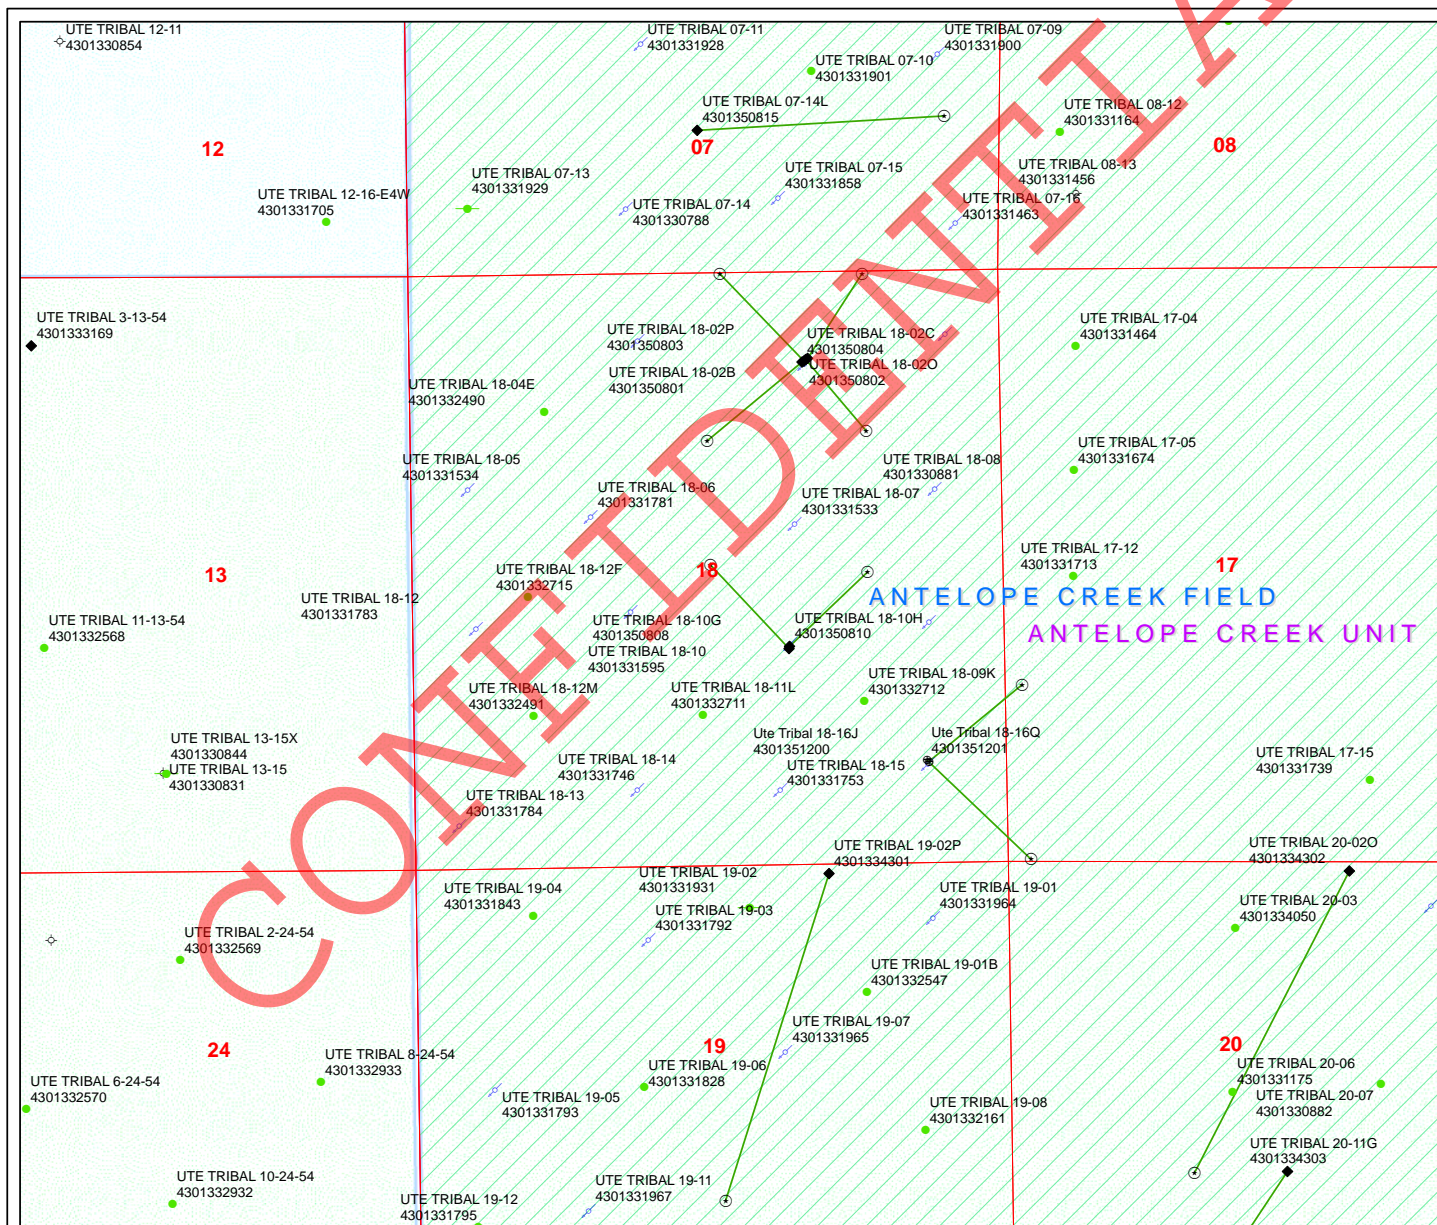 UTE TRIBAL 12-11
4301330854
UTE TRIBAL 07-11
4301331928
UTE TRIBAL 07-09
4301331900
UTE TRIBAL 07-10
4301331901
UTE TRIBAL 07-14L
4301350815
UTE TRIBAL 08-12
4301331164
12
07
08
UTE TRIBAL 08-13
4301331456
UTE TRIBAL 07-13
4301331929
UTE TRIBAL 07-15
4301331858
UTE TRIBAL 12-16-E4W
4301331705
UTE TRIBAL 07-14
4301330788
UTE TRIBAL 07-16
4301331463
UTE TRIBAL 3-13-54
4301333169
UTE TRIBAL 18-02P
4301350803
UTE TRIBAL 18-02C
4301350804
UTE TRIBAL 18-02O
4301350802
UTE TRIBAL 17-04
4301331464
UTE TRIBAL 18-02B
4301350801
UTE TRIBAL 18-04E
4301332490
UTE TRIBAL 17-05
4301331674
UTE TRIBAL 18-05
4301331534
UTE TRIBAL 18-08
4301330881
UTE TRIBAL 18-06
4301331781
UTE TRIBAL 18-07
4301331533
UTE TRIBAL 17-12
4301331713
13
18
17
UTE TRIBAL 18-12F
4301332715
UTE TRIBAL 18-12
4301331783
ANTELOPE CREEK FIELD
ANTELOPE CREEK UNIT
UTE TRIBAL 11-13-54
4301332568
UTE TRIBAL 18-10G
4301350808
UTE TRIBAL 18-10H
4301350810
UTE TRIBAL 18-10
4301331595
UTE TRIBAL 18-12M
4301332491
UTE TRIBAL 18-11L
4301332711
UTE TRIBAL 18-09K
4301332712
Ute Tribal 18-16J
4301351200
Ute Tribal 18-16Q
4301351201
UTE TRIBAL 13-15X
4301330844
UTE TRIBAL 13-15
4301330831
UTE TRIBAL 18-14
4301331746
UTE TRIBAL 18-15
4301331753
UTE TRIBAL 17-15
4301331739
UTE TRIBAL 18-13
4301331784
UTE TRIBAL 19-02P
4301334301
UTE TRIBAL 20-02O
4301334302
UTE TRIBAL 19-04
4301331843
UTE TRIBAL 19-02
4301331931
UTE TRIBAL 19-03
4301331792
UTE TRIBAL 19-01
4301331964
UTE TRIBAL 20-03
4301334050
UTE TRIBAL 2-24-54
4301332569
UTE TRIBAL 19-01B
4301332547
24
19
20
UTE TRIBAL 19-07
4301331965
UTE TRIBAL 8-24-54
4301332933
UTE TRIBAL 19-06
4301331828
UTE TRIBAL 20-06
4301331175
UTE TRIBAL 6-24-54
4301332570
UTE TRIBAL 19-05
4301331793
UTE TRIBAL 19-08
4301332161
UTE TRIBAL 20-07
4301330882
UTE TRIBAL 20-11G
4301334303
UTE TRIBAL 10-24-54
4301332932
UTE TRIBAL 19-11
4301331967
UTE TRIBAL 19-12
4301331795
CONFIDENTIA